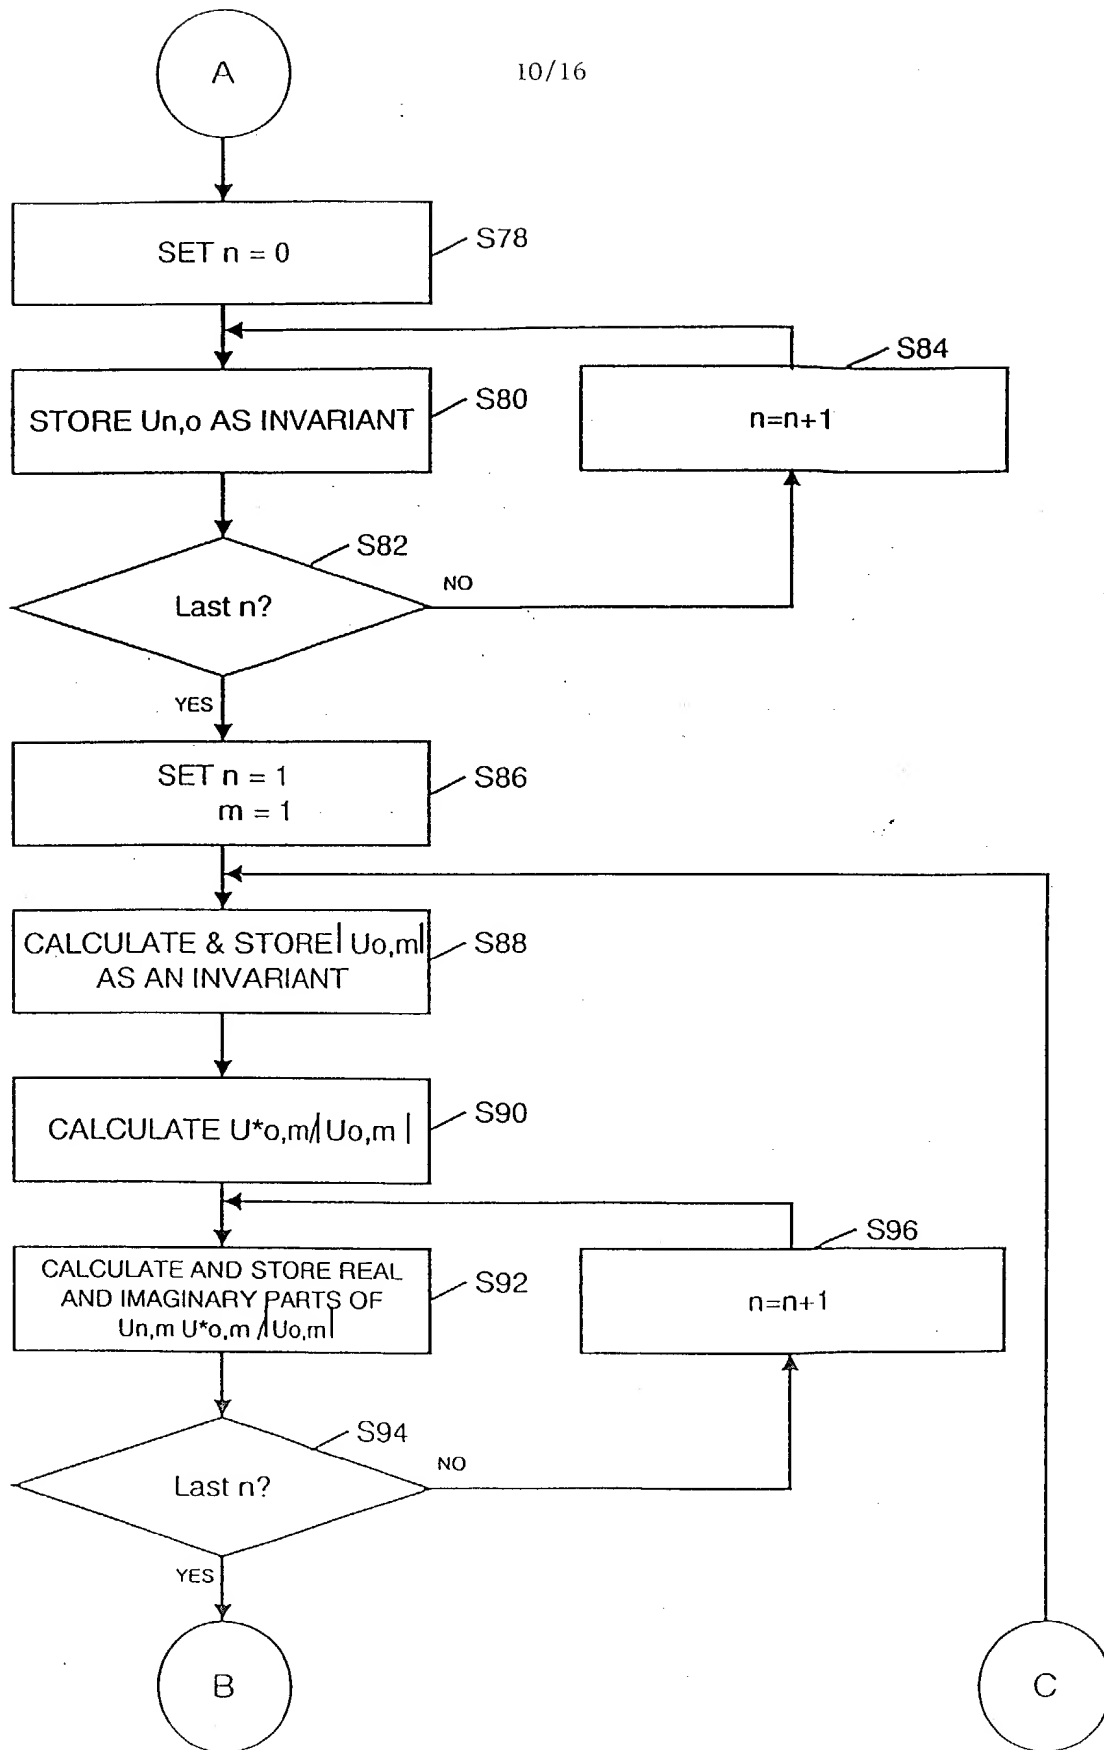 A
10/16
SET n = 0
S78
S84
STORE Un,o AS INVARIANT
S80
n=n+1
S82
Last n?
NO
YES
SET n = 1
m = 1
S86
CALCULATE & STORE| Uo,m|
AS AN INVARIANT
S88
CALCULATE U*o,m/|Uo,m |
S90
S96
CALCULATE AND STORE REAL
AND IMAGINARY PARTS OF
Un,m U*o,m /|Uo,m|
S92
n=n+1
S94
Last n?
NO
YES
B
C